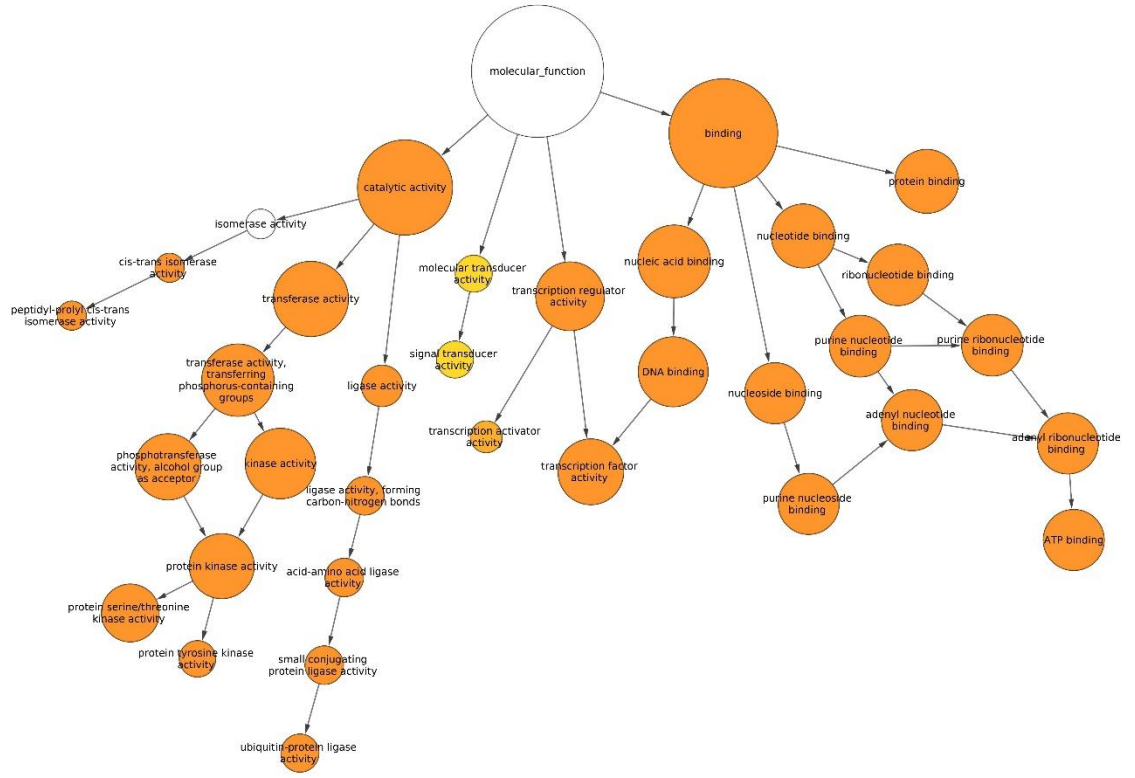 molecular_function
binding
catalytic activity
protein binding
isomerase activity
nucleotide binding
cis-trans isomerase
activity
transferase activity
molecular transducer
activity
transcription regulator
activity
nucleic acid binding
ribonucleotide binding
peptidyl-prolyl cis-trans
isomerase activity
transferase activity,
transferring
phosphorus-containing
groups
signal transducer
activity
purine nucleotide
binding
purine ribonucleotide
binding
ligase activity
DNA binding
nucleoside binding
adenyl nucleotide
binding
transcription activator
activity
adenyl ribonucleotide
binding
phosphotransferase
activity, alcohol group
as acceptor
kinase activity
transcription factor
activity
ligase activity, forming
carbon-nitrogen bonds
purine nucleoside
binding
ATP binding
protein kinase activity
acid-amino acid ligase
activity
protein serine/threonine
kinase activity
protein tyrosine kinase
activity
small conjugating
protein ligase activity
ubiquitin-protein ligase
activity